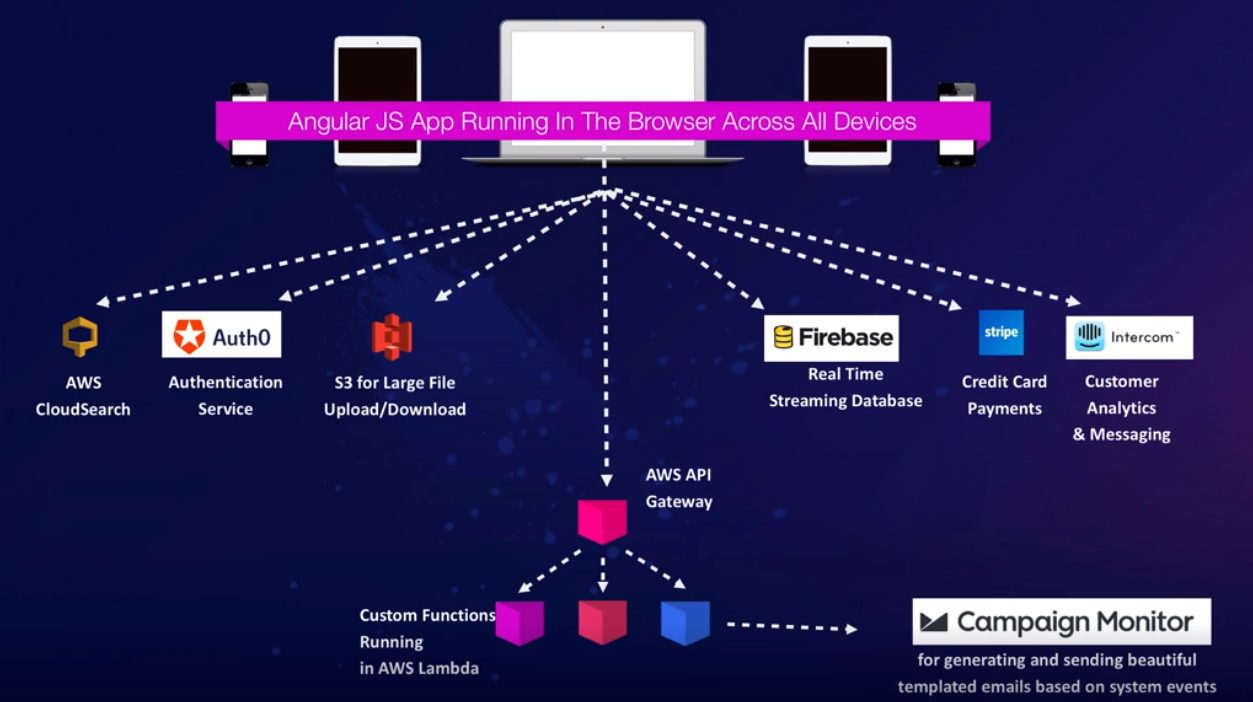 Angular JS App Running In The Browser Across All Devices
AWS
CloudSearch
Auth0
Authentication
Service
S3 for Large File
Upload/Download
Firebase
Real Time
Streaming Database
stripe
Credit Card
Payments
Intercom™
Customer
Analytics
& Messaging
AWS API
Gateway
Custom Functions
Running
in AWS Lambda
Campaign Monitor
for generating and sending beautiful
templated emails based on system events